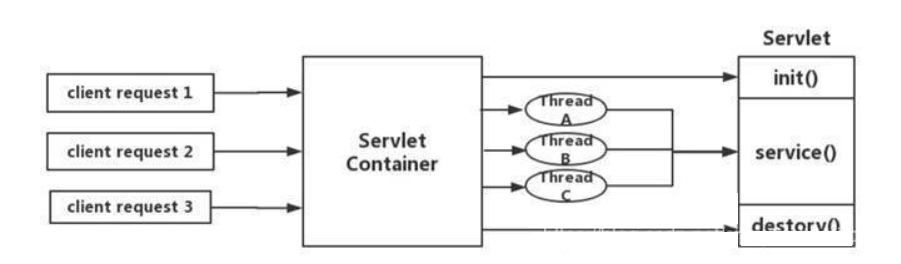 Servlet
client request 1
client request 2
client request 3
Servlet
Container
Thread
A
Thread
B
Thread
C
init()
service()
destory()